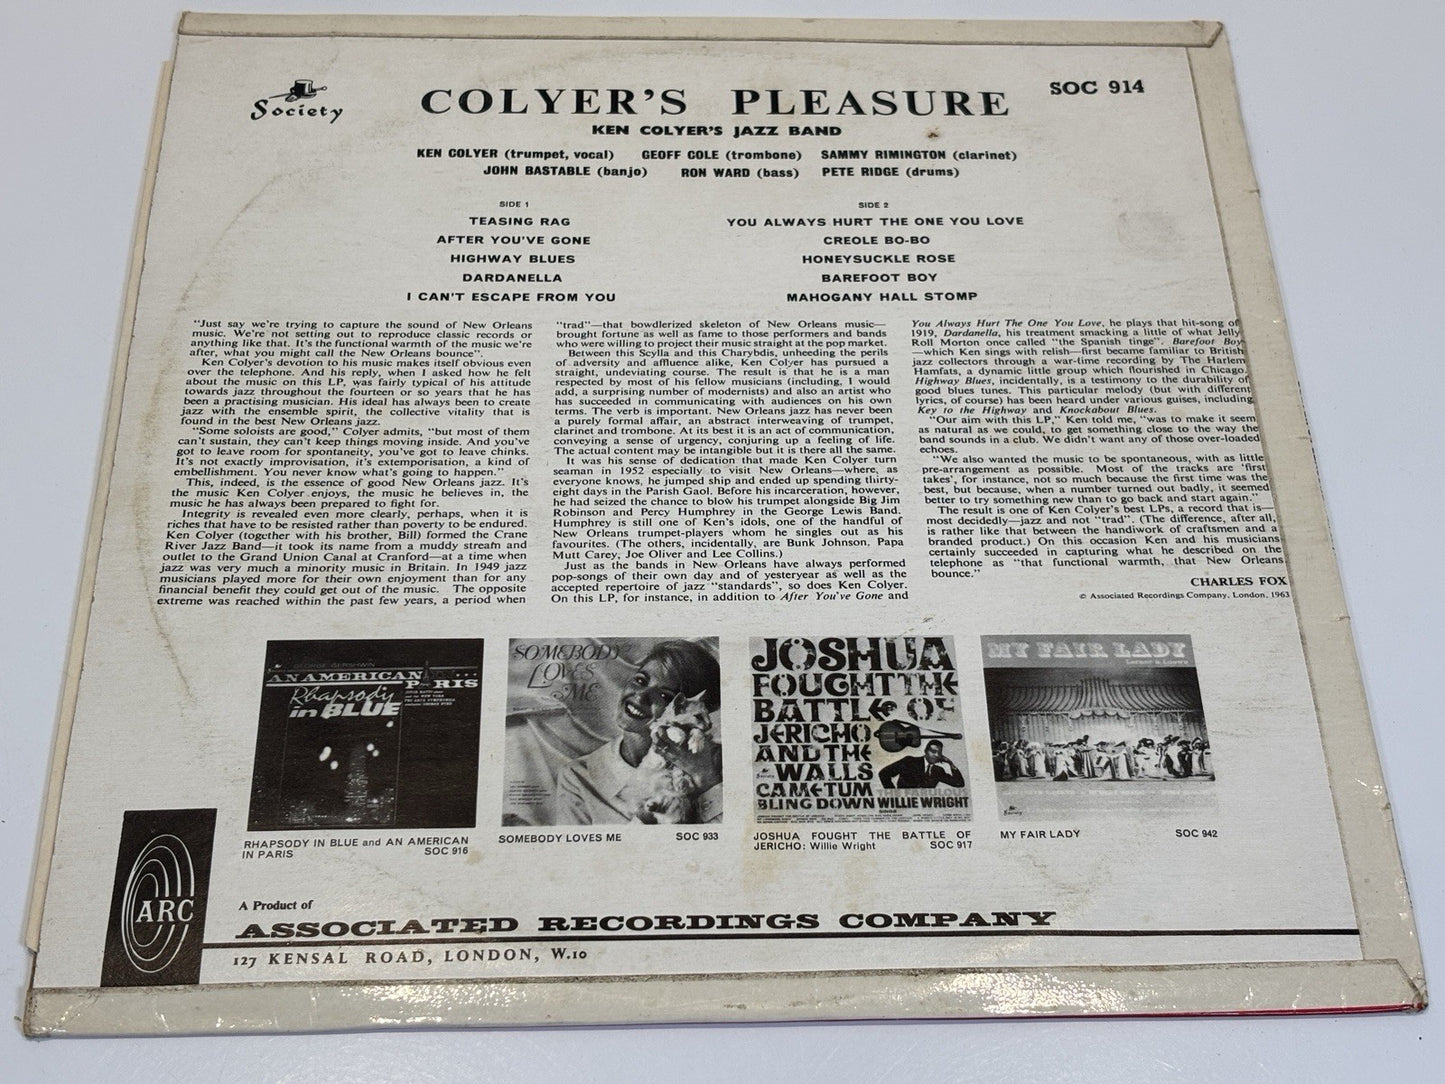 Society
COLYER'S PLEASURE
SOC 914
KEN COLYER'S JAZZ BAND
KEN COLYER (trumpet, vocal) GEOFF COLE (trombone) SAMMY RIMINGTON (clarinet)
JOHN BASTABLE (banjo) RON WARD (bass) PETE RIDGE (drums)
SIDE 1
TEASING RAG
AFTER YOU'VE GONE
HIGHWAY BLUES
DARDANELLA
I CAN'T ESCAPE FROM YOU
SIDE 2
YOU ALWAYS HURT THE ONE YOU LOVE
CREOLE BO-BO
HONEYSUCKLE ROSE
BAREFOOT BOY
MAHOGANY HALL STOMP
"Just say we're trying to capture the sound of New Orleans
music. We're not setting out to reproduce classic records or
anything like that. It's the functional warmth of the music we're
after, what you might call the New Orleans bounce".
Ken Colyer's devotion to his music makes itself obvious even
over the telephone. And his reply, when I asked how he felt
about the music on this LP, was fairly typical of his attitude
towards jazz throughout the fourteen or so years that he has
been a practising musician. His ideal has always been to create
jazz with the ensemble spirit, the collective vitality that is
found in the best New Orleans jazz.
"Some soloists are good," Colyer admits, "but most of them
can't sustain, they can't keep things moving inside. And you've
got to leave room for spontaneity, you've got to leave chinks.
It's not exactly improvisation, it's extemporisation, a kind of
embellishment. You never know what's going to happen."
This, indeed, is the essence of good New Orleans jazz. It's
the music Ken Colyer enjoys, the music he believes in, the
music he has always been prepared to fight for.
Integrity is revealed even more clearly, perhaps, when it is
riches that have to be resisted rather than poverty to be endured.
Ken Colyer (together with his brother, Bill) formed the Crane
River Jazz Band—it took its name from a muddy stream and
outlet to the Grand Union Canal at Cranford—at a time when
jazz was very much a minority music in Britain. In 1949 jazz
musicians played more for their own enjoyment than for any
financial benefit they could get out of the music. The opposite
extreme was reached within the past few years, a period when
"trad"—that bowdlerized skeleton of New Orleans music—
brought fortune as well as fame to those performers and bands
who were willing to project their music straight at the pop market.
Between this Scylla and this Charybdis, unheeding the perils
of adversity and affluence alike, Ken Colyer has pursued a
straight, undeviating course. The result is that he is a man
respected by most of his fellow musicians (including, I would
add, a surprising number of modernists) and also an artist who
has succeeded in communicating with audiences on his own
terms. The verb is important. New Orleans jazz has never been
a purely formal affair, an abstract interweaving of trumpet,
clarinet and trombone. At its best it is an act of communication,
conveying a sense of urgency, conjuring up a feeling of life.
The actual content may be intangible but it is there all the same.
It was his sense of dedication that made Ken Colyer turn
seaman in 1952 especially to visit New Orleans—where, as
everyone knows, he jumped ship and ended up spending thirty-
eight days in the Parish Gaol. Before his incarceration, however,
he had seized the chance to blow his trumpet alongside Big Jim
Robinson and Percy Humphrey in the George Lewis Band.
Humphrey is still one of Ken's idols, one of the handful of
New Orleans trumpet-players whom he singles out as his
favourites. (The others, incidentally, are Bunk Johnson, Papa
Mutt Carey, Joe Oliver and Lee Collins.)
Just as the bands in New Orleans have always performed
pop-songs of their own day and of yesteryear as well as the
accepted repertoire of jazz "standards", so does Ken Colyer.
On this LP, for instance, in addition to After You've Gone and
You Always Hurt The One You Love, he plays that hit-song of
1919, Dardanella, his treatment smacking a little of what Jelly
Roll Morton once called "the Spanish tinge". Barefoot Boy
—which Ken sings with relish—first became familiar to British
jazz collectors through a war-time recording by The Harlem
Hamfats, a dynamic little group which flourished in Chicago.
Highway Blues, incidentally, is a testimony to the durability of
good blues tunes. This particular melody (but with different
lyrics, of course) has been heard under various guises, including
Key to the Highway and Knockabout Blues.
"Our aim with this LP," Ken told me, "was to make it seem
as natural as we could, to get something close to the way the
band sounds in a club. We didn't want any of those over-loaded
echoes.
"We also wanted the music to be spontaneous, with as little
pre-arrangement as possible. Most of the tracks are 'first
takes', for instance, not so much because the first time was the
best, but because, when a number turned out badly, it seemed
better to try something new than to go back and start again."
The result is one of Ken Colyer's best LPs, a record that is—
most decidedly—jazz and not "trad". (The difference, after all,
is rather like that between the handiwork of craftsmen and a
branded product.) On this occasion Ken and his musicians
certainly succeeded in capturing what he described on the
telephone as "that functional warmth, that New Orleans
bounce."
CHARLES FOX
© Associated Recordings Company, London, 1963
GEORGE GERSHWIN
AN AMERICAN IN PARIS
Rhapsody
in BLUE
SOMEBODY
LOVES
ME
JOSHUA
FOUGHT THE
BATTLE OF
JERICHO
AND THE
WALLS
CAME TUM
BLING DOWN
THE FABULOUS
WILLIE WRIGHT
Society
MY FAIR LADY
Lerner & Loewe
Society
RHAPSODY IN BLUE and AN AMERICAN
IN PARIS SOC 916
SOMEBODY LOVES ME SOC 933
JOSHUA FOUGHT THE BATTLE OF
JERICHO: Willie Wright SOC 917
MY FAIR LADY SOC 942
ARC
A Product of
ASSOCIATED RECORDINGS COMPANY
127 KENSAL ROAD, LONDON, W.10